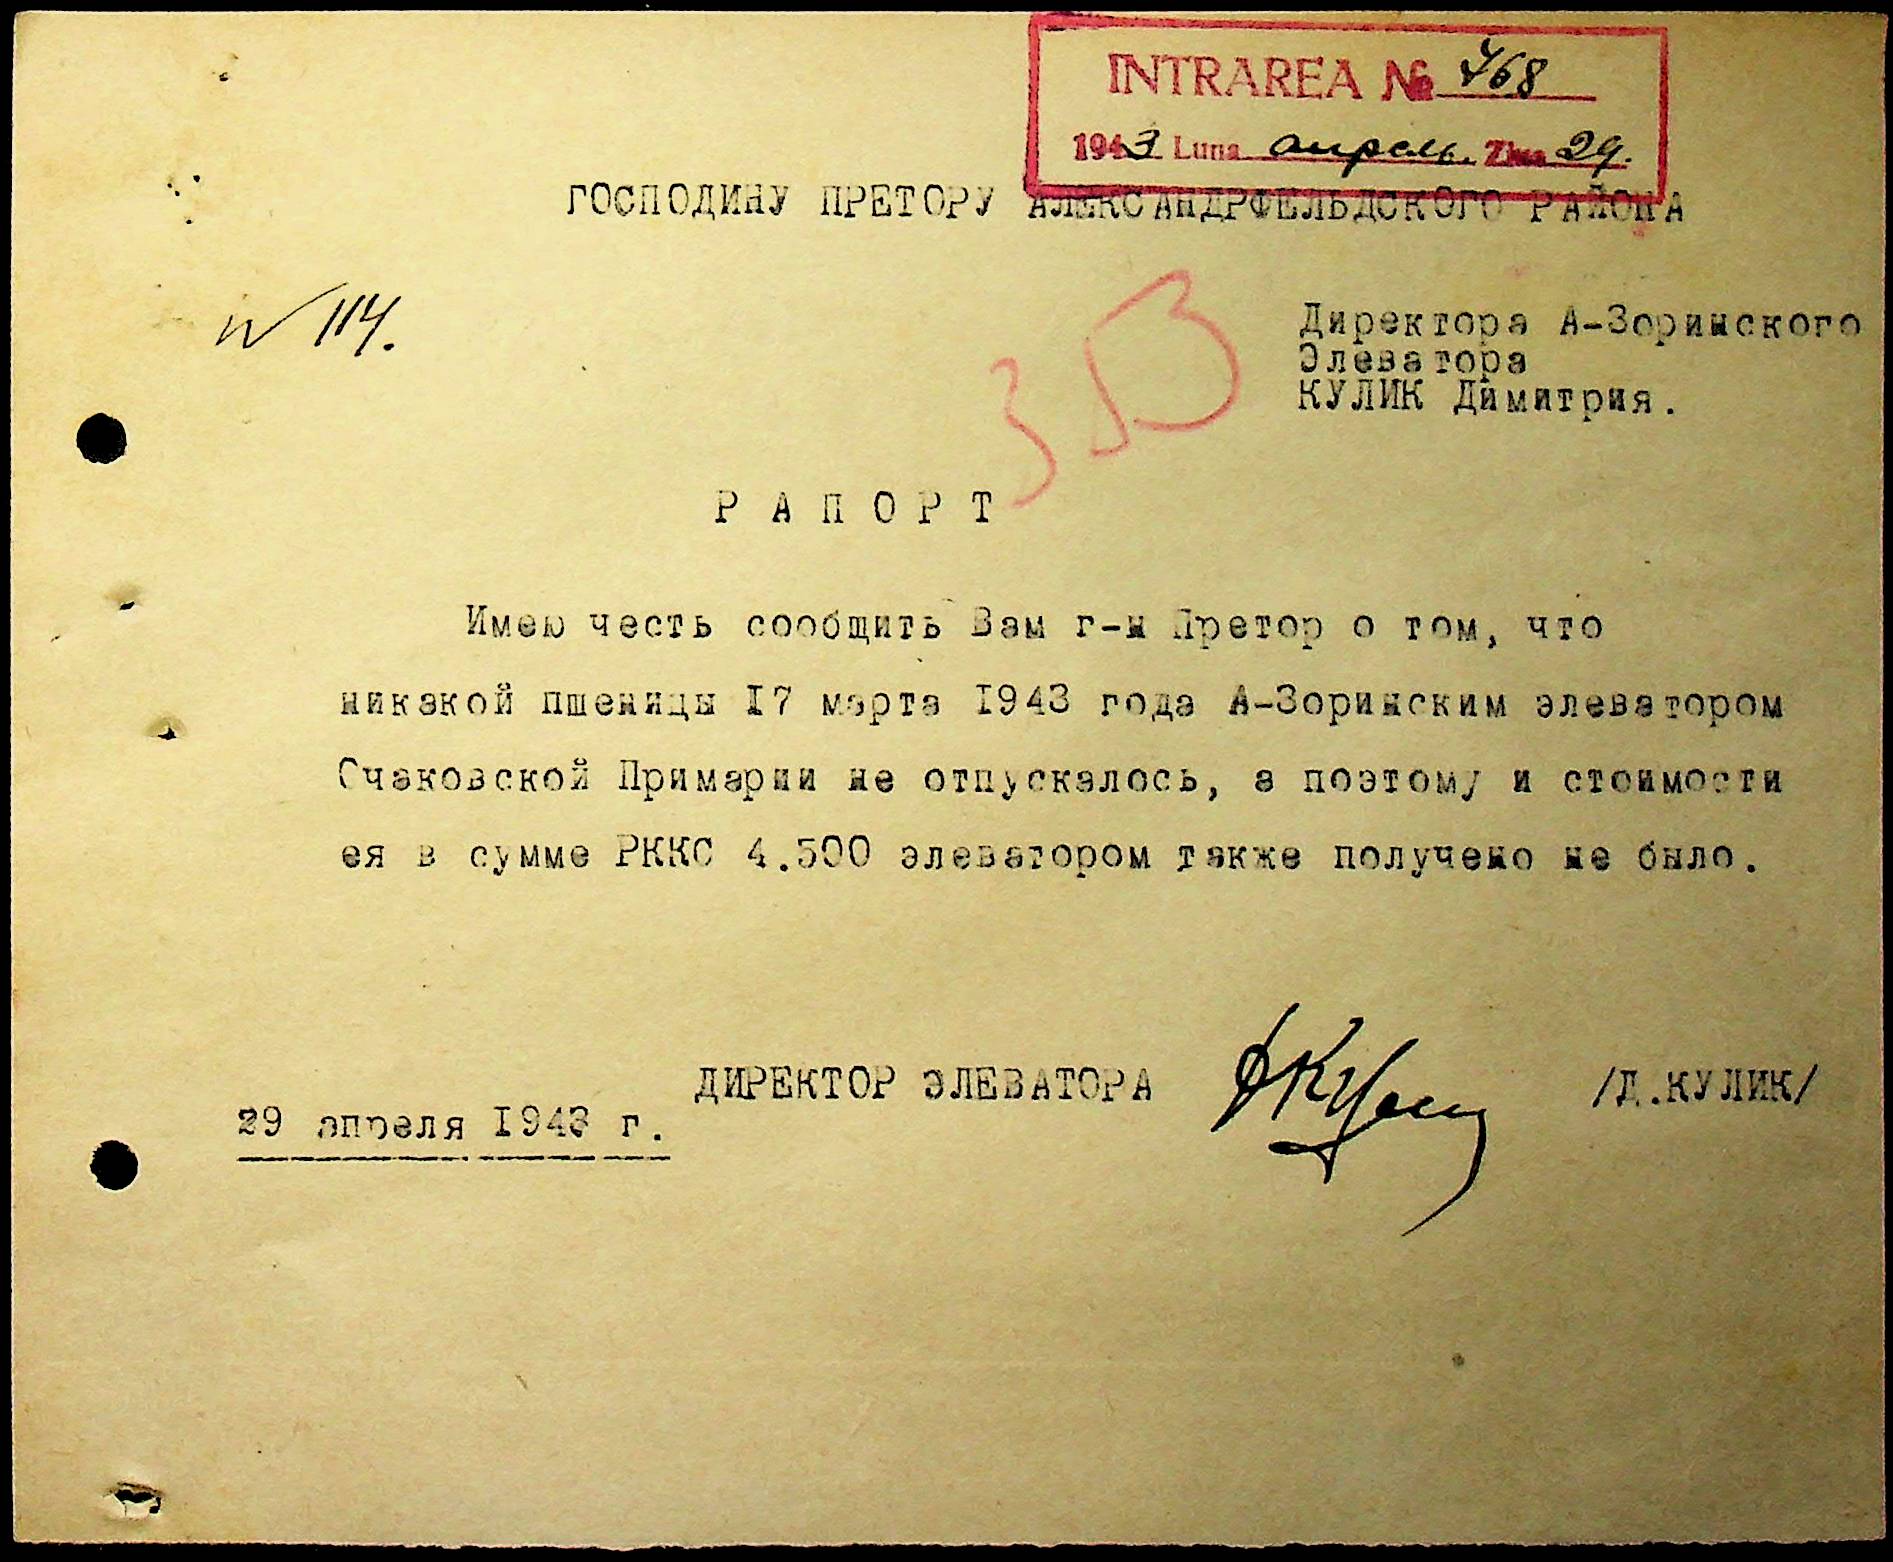 INTRAREA № 468
1943 Luna апрель. Ziua 29.
ГОСПОДИНУ ПРЕТОРУ АЛЕКСАНДРФЕЛЬДСКОГО РАЙОНА
№ 114.
Директора А-Зоринского
Элеватора
КУЛИК Димитрия.
РАПОРТ
Имею честь сообщить Вам г-н Претор о том, что
никакой пшеницы 17 марта 1943 года А-Зоринским элеватором
Очаковской Примарии не отпускалось, а поэтому и стоимости
ея в сумме РККС 4.500 элеватором также получено не было.
ДИРЕКТОР ЭЛЕВАТОРА /Д.КУЛИК/
29 апреля 1943 г.